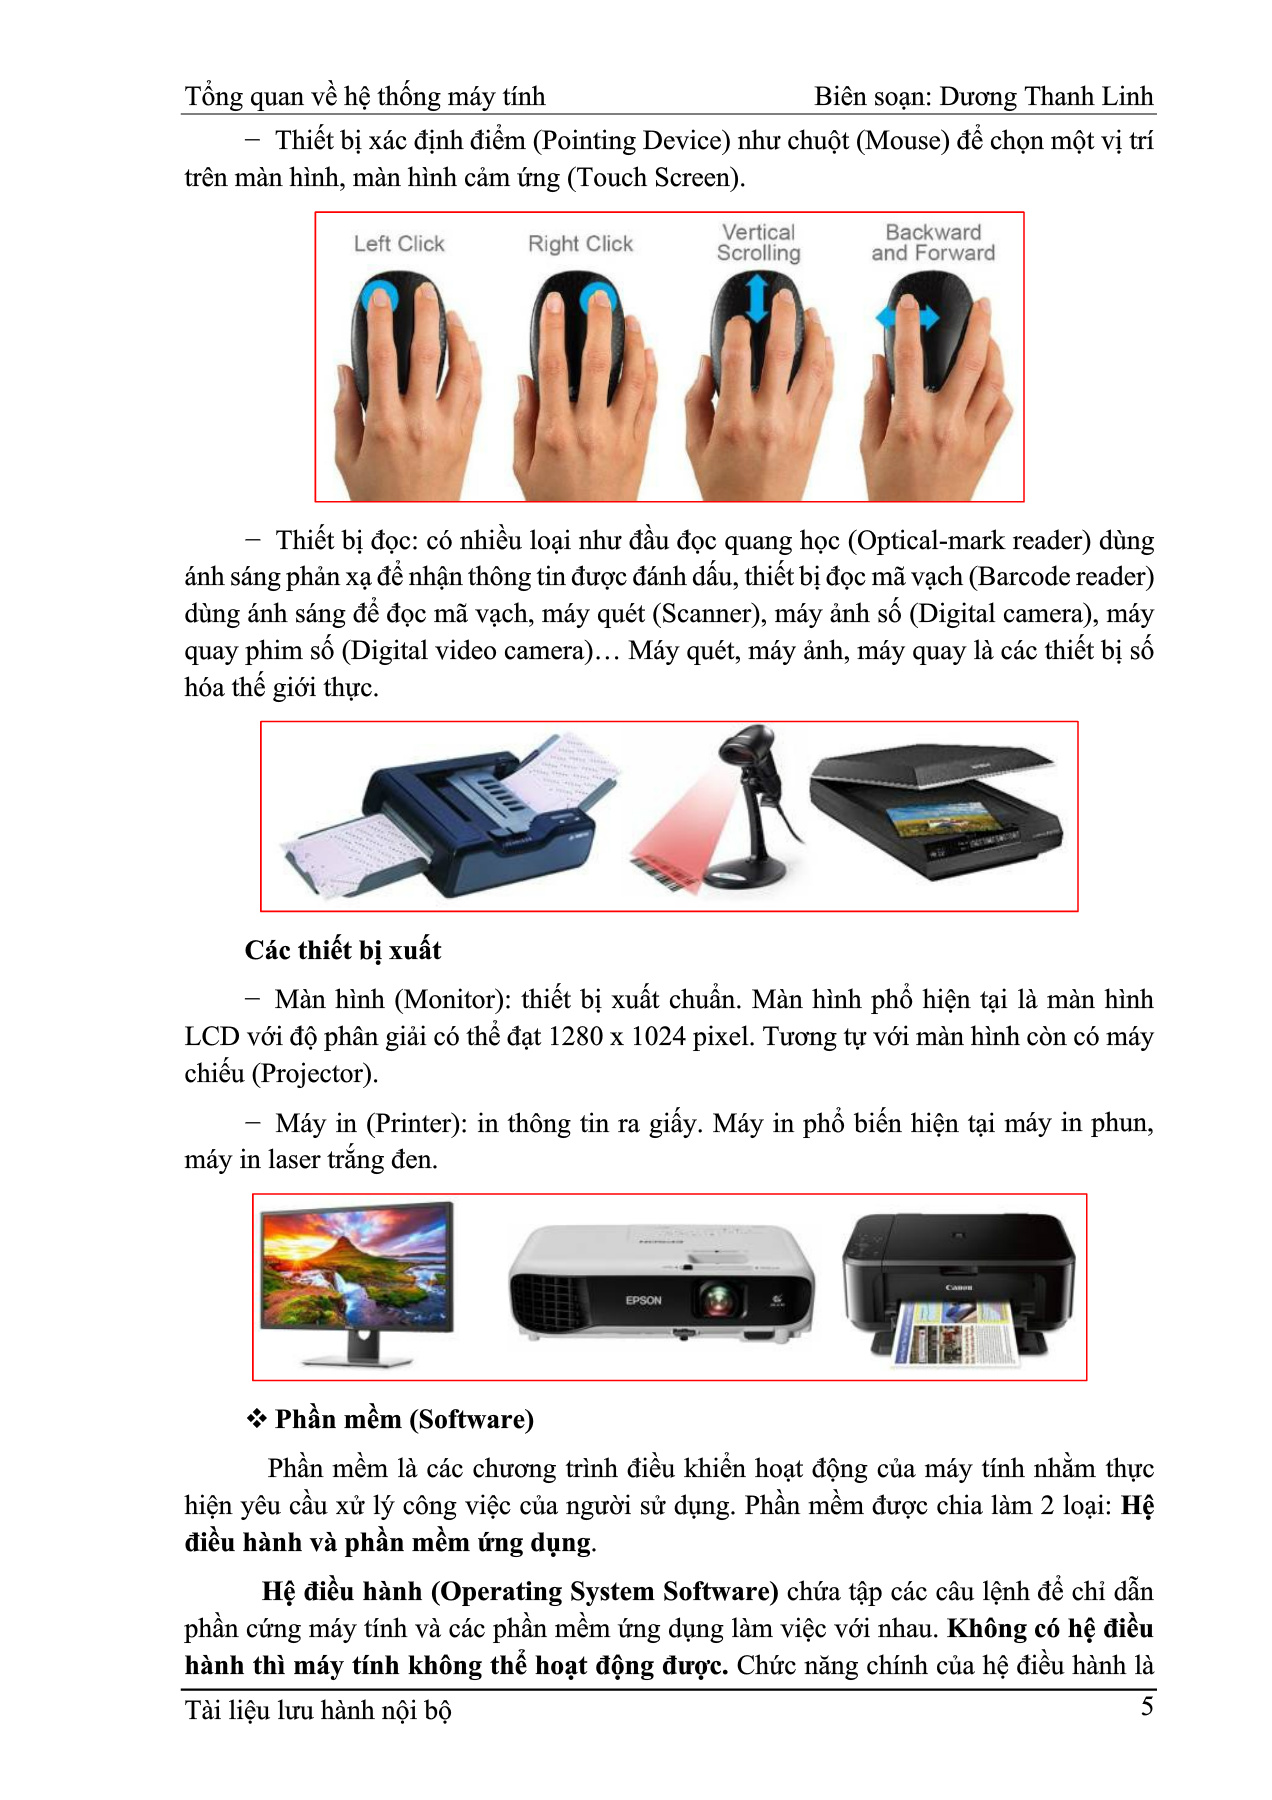 Tổng quan về hệ thống máy tính Biên soạn: Dương Thanh Linh
− Thiết bị xác định điểm (Pointing Device) như chuột (Mouse) để chọn một vị trí
trên màn hình, màn hình cảm ứng (Touch Screen).
Left Click Right Click Vertical Scrolling Backward and Forward
− Thiết bị đọc: có nhiều loại như đầu đọc quang học (Optical-mark reader) dùng
ánh sáng phản xạ để nhận thông tin được đánh dấu, thiết bị đọc mã vạch (Barcode reader)
dùng ánh sáng để đọc mã vạch, máy quét (Scanner), máy ảnh số (Digital camera), máy
quay phim số (Digital video camera)… Máy quét, máy ảnh, máy quay là các thiết bị số
hóa thế giới thực.
Các thiết bị xuất
− Màn hình (Monitor): thiết bị xuất chuẩn. Màn hình phổ hiện tại là màn hình
LCD với độ phân giải có thể đạt 1280 x 1024 pixel. Tương tự với màn hình còn có máy
chiếu (Projector).
− Máy in (Printer): in thông tin ra giấy. Máy in phổ biến hiện tại máy in phun,
máy in laser trắng đen.
EPSON
Canon
❖ Phần mềm (Software)
Phần mềm là các chương trình điều khiển hoạt động của máy tính nhằm thực
hiện yêu cầu xử lý công việc của người sử dụng. Phần mềm được chia làm 2 loại: Hệ
điều hành và phần mềm ứng dụng.
Hệ điều hành (Operating System Software) chứa tập các câu lệnh để chỉ dẫn
phần cứng máy tính và các phần mềm ứng dụng làm việc với nhau. Không có hệ điều
hành thì máy tính không thể hoạt động được. Chức năng chính của hệ điều hành là
Tài liệu lưu hành nội bộ 5